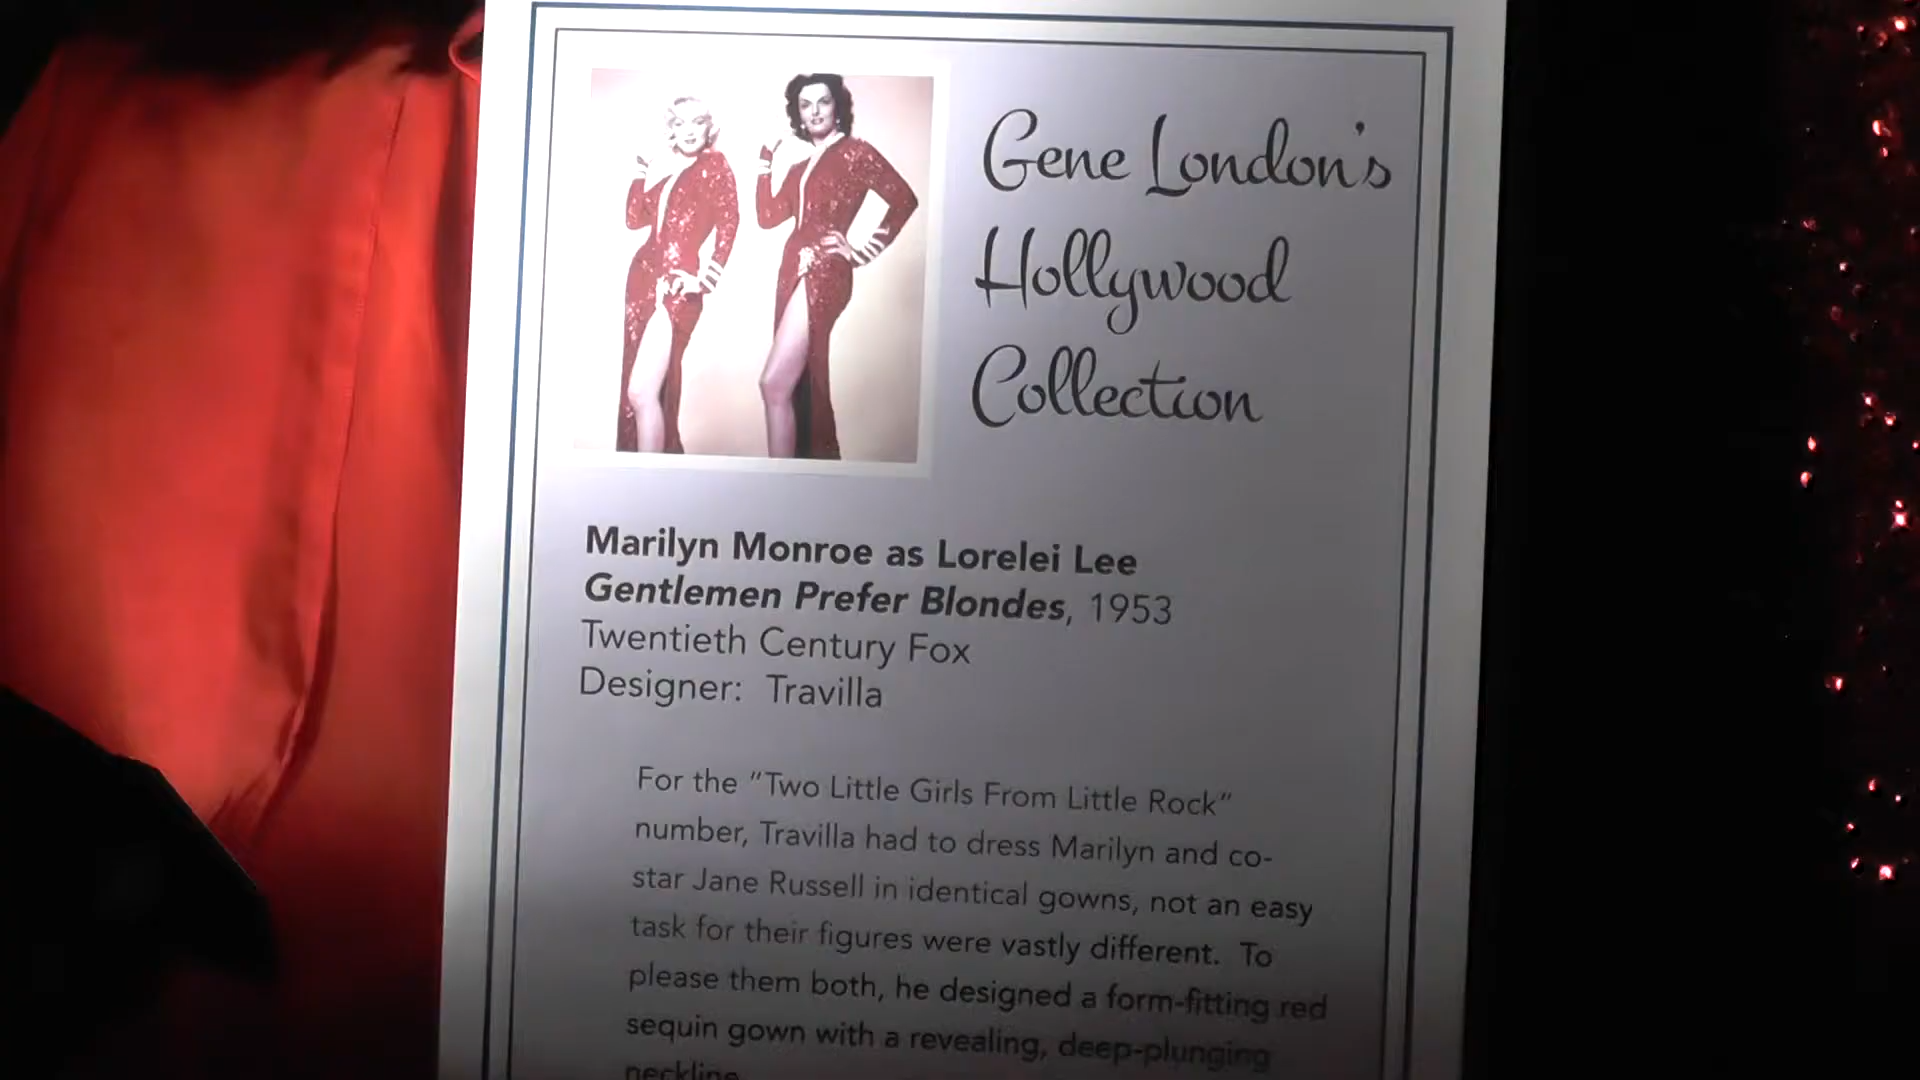 Gene London's
Hollywood
Collection
Marilyn Monroe as Lorelei Lee
Gentlemen Prefer Blondes, 1953
Twentieth Century Fox
Designer: Travilla
For the "Two Little Girls From Little Rock"
number, Travilla had to dress Marilyn and co-
star Jane Russell in identical gowns, not an easy
task for their figures were vastly different. To
please them both, he designed a form-fitting red
sequin gown with a revealing, deep-plunging
neckline